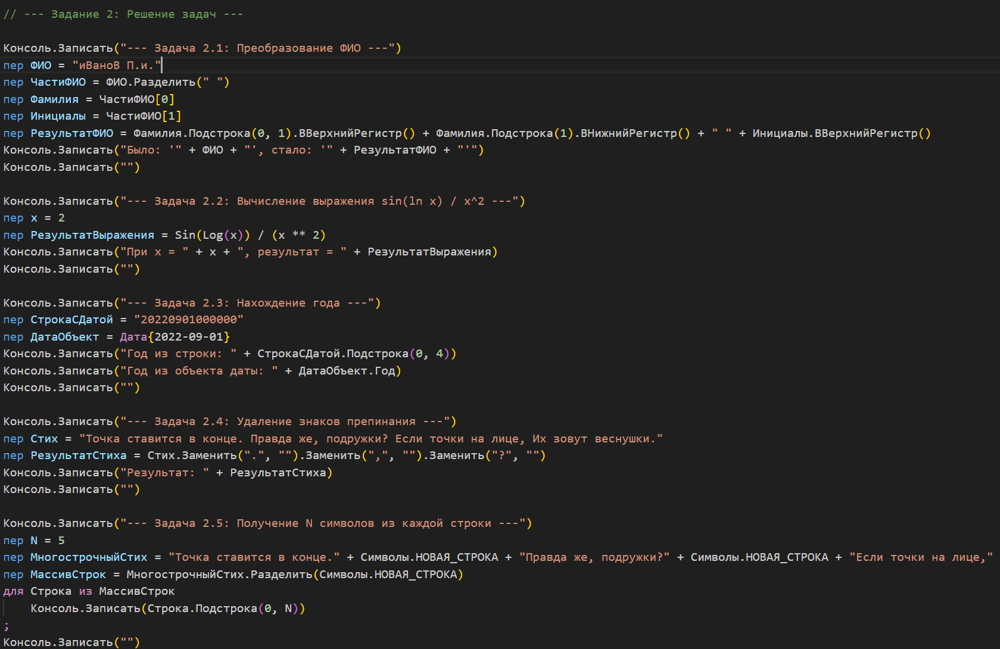 // --- Задание 2: Решение задач ---
Консоль.Записать("--- Задача 2.1: Преобразование ФИО ---")
пер ФИО = "иВаноВ П.и."
пер ЧастиФИО = ФИО.Разделить(" ")
пер Фамилия = ЧастиФИО[0]
пер Инициалы = ЧастиФИО[1]
пер РезультатФИО = Фамилия.Подстрока(0, 1).ВВерхнийРегистр() + Фамилия.Подстрока(1).ВНижнийРегистр() + " " + Инициалы.ВВерхнийРегистр()
Консоль.Записать("Было: '" + ФИО + "', стало: '" + РезультатФИО + "'")
Консоль.Записать("")
Консоль.Записать("--- Задача 2.2: Вычисление выражения sin(ln x) / x^2 ---")
пер x = 2
пер РезультатВыражения = Sin(Log(x)) / (x ** 2)
Консоль.Записать("При x = " + x + ", результат = " + РезультатВыражения)
Консоль.Записать("")
Консоль.Записать("--- Задача 2.3: Нахождение года ---")
пер СтрокаСДатой = "20220901000000"
пер ДатаОбъект = Дата{2022-09-01}
Консоль.Записать("Год из строки: " + СтрокаСДатой.Подстрока(0, 4))
Консоль.Записать("Год из объекта даты: " + ДатаОбъект.Год)
Консоль.Записать("")
Консоль.Записать("--- Задача 2.4: Удаление знаков препинания ---")
пер Стих = "Точка ставится в конце. Правда же, подружки? Если точки на лице, Их зовут веснушки."
пер РезультатСтиха = Стих.Заменить(".", "").Заменить(",", "").Заменить("?", "")
Консоль.Записать("Результат: " + РезультатСтиха)
Консоль.Записать("")
Консоль.Записать("--- Задача 2.5: Получение N символов из каждой строки ---")
пер N = 5
пер МногострочныйСтих = "Точка ставится в конце." + Символы.НОВАЯ_СТРОКА + "Правда же, подружки?" + Символы.НОВАЯ_СТРОКА + "Если точки на лице,"
пер МассивСтрок = МногострочныйСтих.Разделить(Символы.НОВАЯ_СТРОКА)
для Строка из МассивСтрок
    Консоль.Записать(Строка.Подстрока(0, N))
;
Консоль.Записать("")